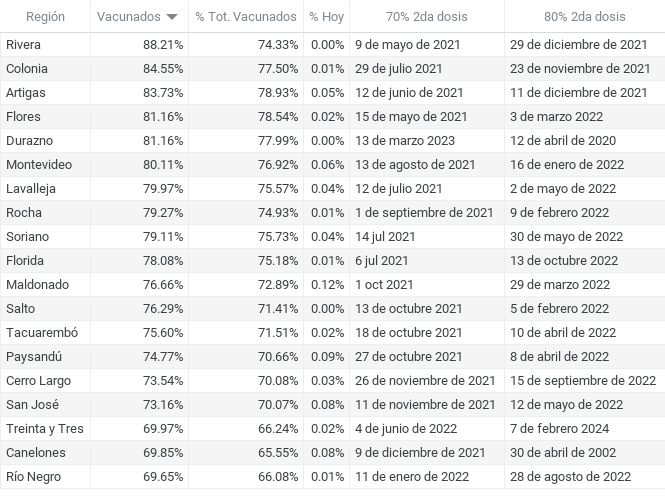 Región Vacunados % Tot. Vacunados % Hoy 70% 2da dosis 80% 2da dosis
Rivera 88.21% 74.33% 0.00% 9 de mayo de 2021 29 de diciembre de 2021
Colonia 84.55% 77.50% 0.01% 29 de julio 2021 23 de noviembre de 2021
Artigas 83.73% 78.93% 0.05% 12 de junio de 2021 11 de diciembre de 2021
Flores 81.16% 78.54% 0.02% 15 de mayo de 2021 3 de marzo 2022
Durazno 81.16% 77.99% 0.00% 13 de marzo 2023 12 de abril de 2020
Montevideo 80.11% 76.92% 0.06% 13 de agosto de 2021 16 de enero de 2022
Lavalleja 79.97% 75.57% 0.04% 12 de julio 2021 2 de mayo de 2022
Rocha 79.27% 74.93% 0.01% 1 de septiembre de 2021 9 de febrero 2022
Soriano 79.11% 75.73% 0.04% 14 jul 2021 30 de mayo de 2022
Florida 78.08% 75.18% 0.01% 6 jul 2021 13 de octubre 2022
Maldonado 76.66% 72.89% 0.12% 1 oct 2021 29 de marzo 2022
Salto 76.29% 71.41% 0.00% 13 de octubre 2021 5 de febrero 2022
Tacuarembó 75.60% 71.51% 0.02% 18 de octubre 2021 10 de abril de 2022
Paysandú 74.77% 70.66% 0.09% 27 de octubre 2021 8 de abril de 2022
Cerro Largo 73.54% 70.08% 0.03% 26 de noviembre de 2021 15 de septiembre de 2022
San José 73.16% 70.07% 0.08% 11 de noviembre de 2021 12 de mayo de 2022
Treinta y Tres 69.97% 66.24% 0.02% 4 de junio de 2022 7 de febrero 2024
Canelones 69.85% 65.55% 0.08% 9 de diciembre de 2021 30 de abril de 2002
Río Negro 69.65% 66.08% 0.01% 11 de enero de 2022 28 de agosto de 2022